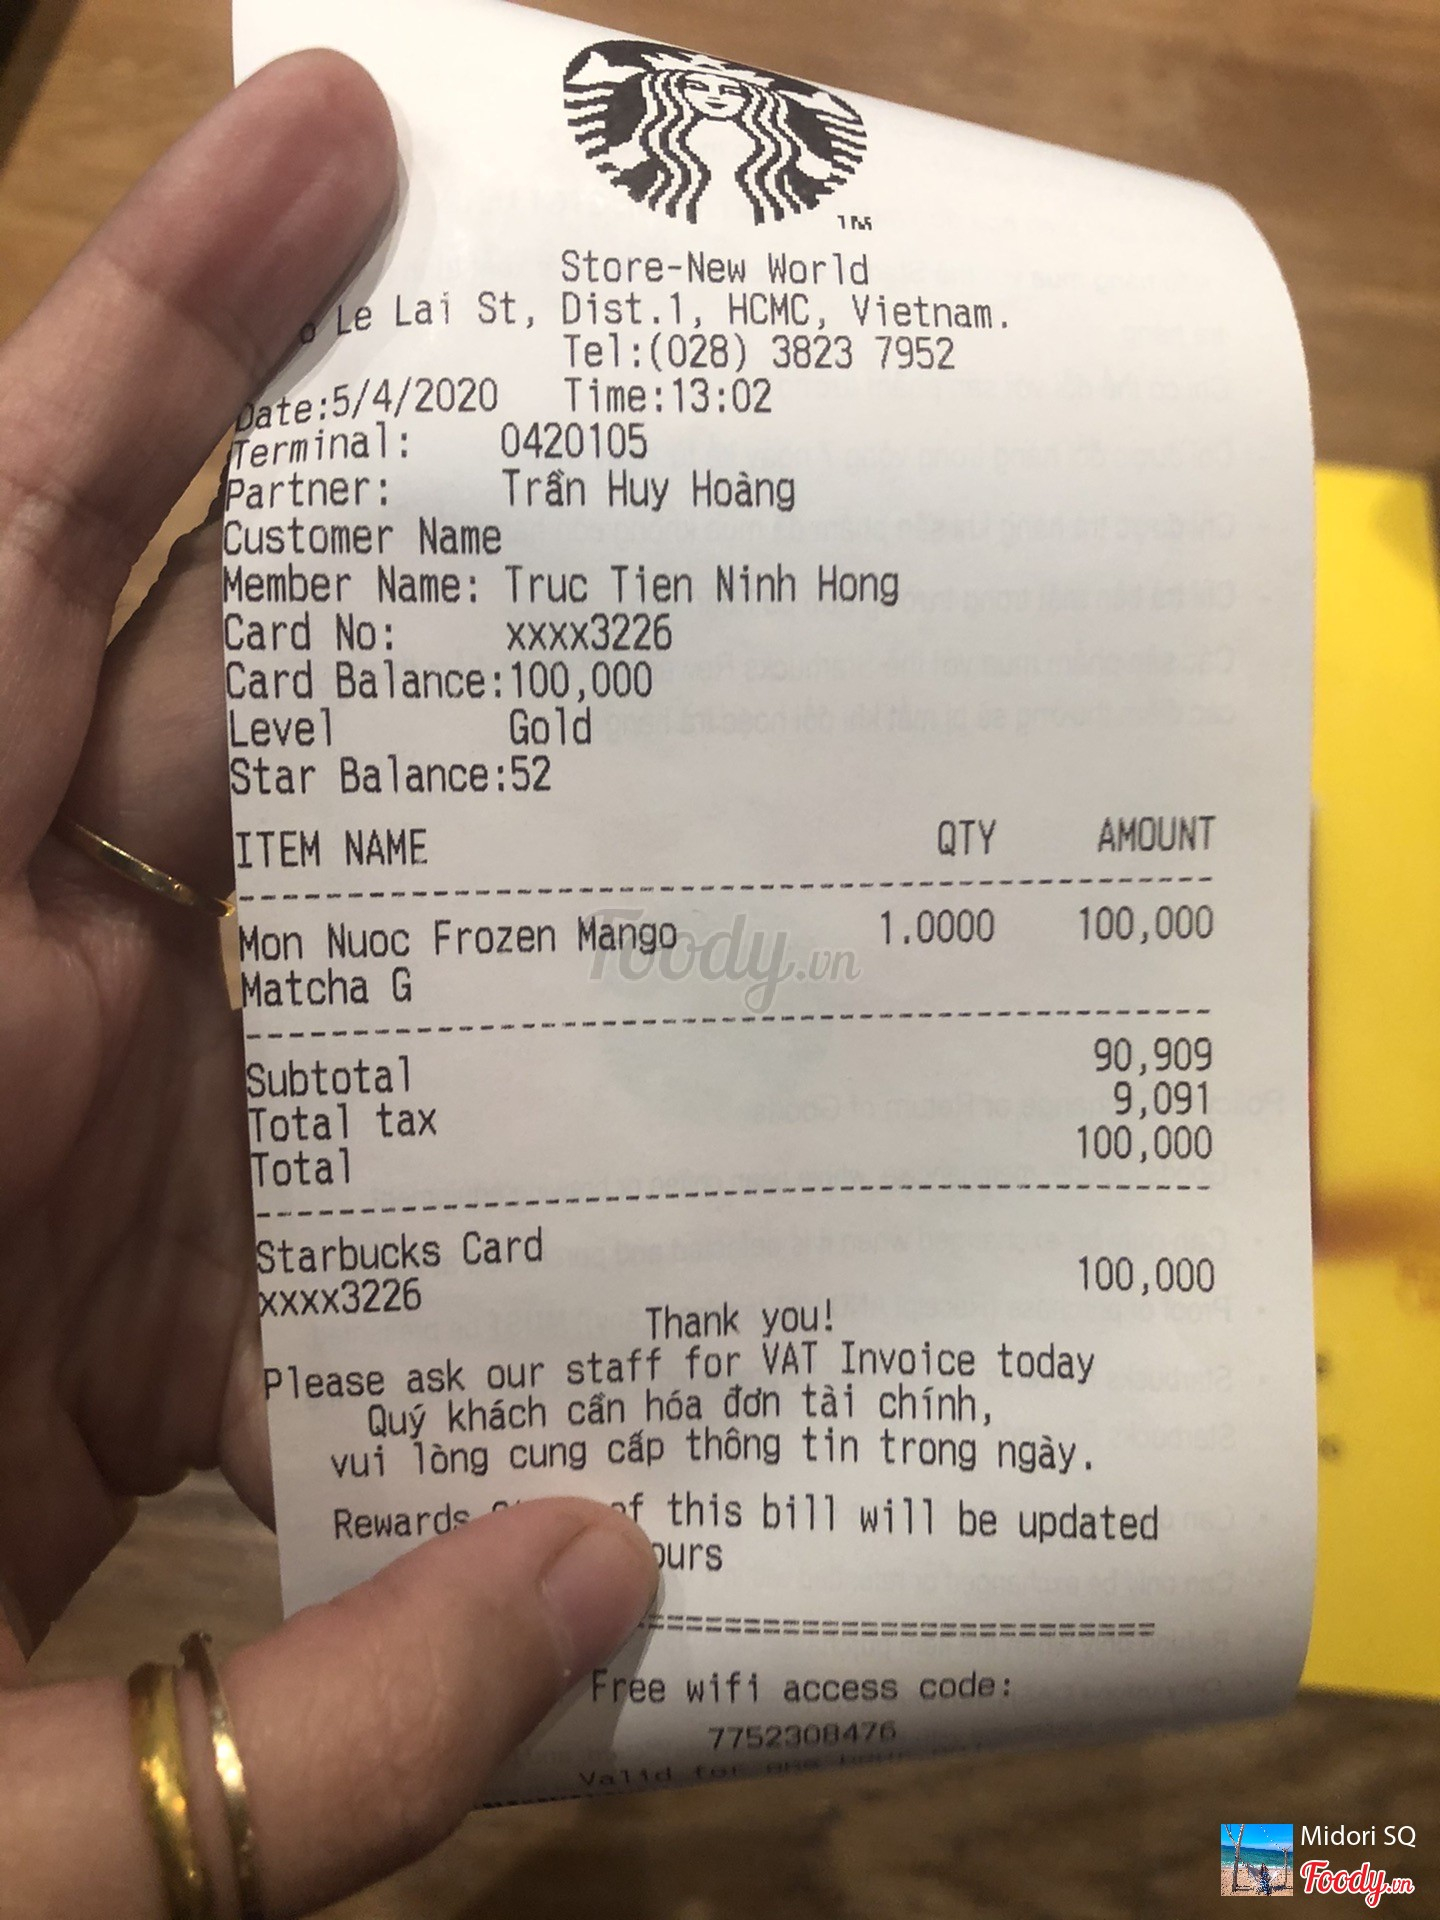 Store-New World
Le Lai St, Dist.1, HCMC, Vietnam.
Tel:(028) 3823 7952
Date:5/4/2020 Time:13:02
Terminal: 0420105
Partner: Trần Huy Hoàng
Customer Name
Member Name: Truc Tien Ninh Hong
Card No: xxxx3226
Card Balance:100,000
Level Gold
Star Balance:52
ITEM NAME QTY AMOUNT
Mon Nuoc Frozen Mango 1.0000 100,000
Matcha G
Foody.vn
Subtotal 90,909
Total tax 9,091
Total 100,000
Starbucks Card
xxxx3226 100,000
Thank you!
Please ask our staff for VAT Invoice today
Quý khách cần hóa đơn tài chính,
vui lòng cung cấp thông tin trong ngày.
Rewards of this bill will be updated
Free wifi access code:
7752308476
Valid for
Midori SQ
Foody.vn